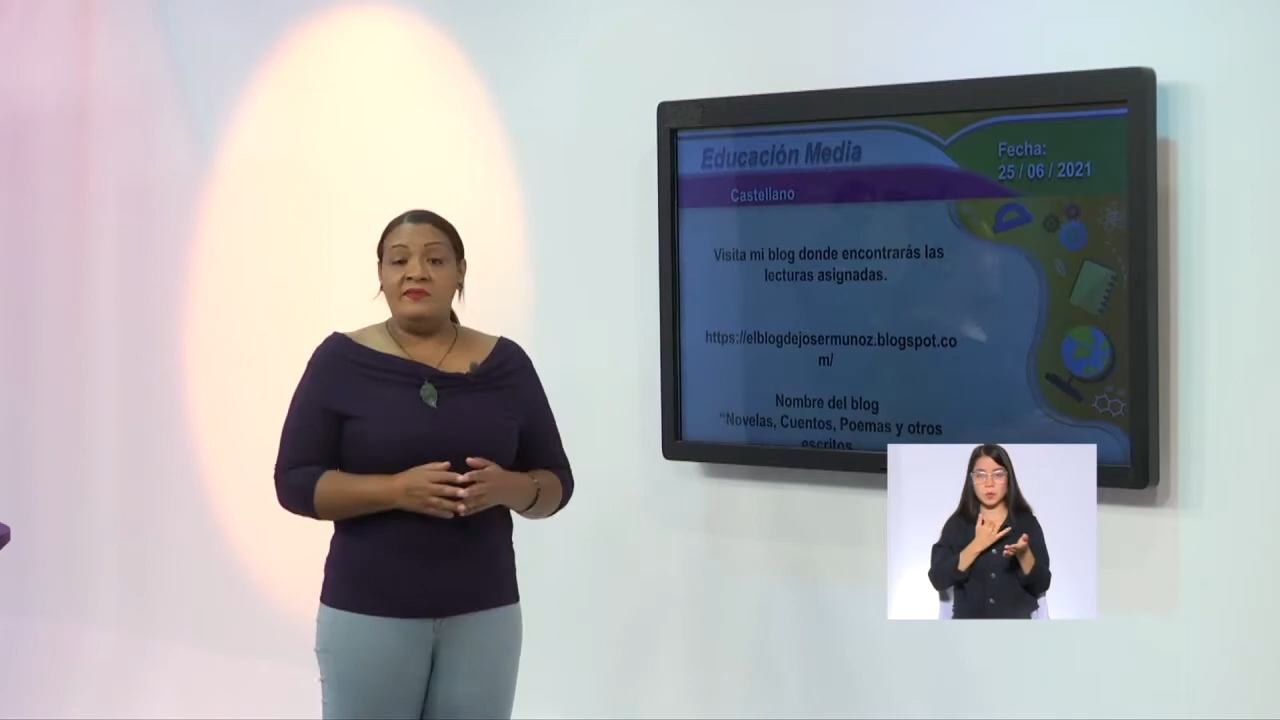 Educación Media
Fecha:
25 / 06 / 2021
Castellano
Visita mi blog donde encontrarás las
lecturas asignadas.
https://elblogdejosermunoz.blogspot.co
m/
Nombre del blog
“Novelas, Cuentos, Poemas y otros
escritos